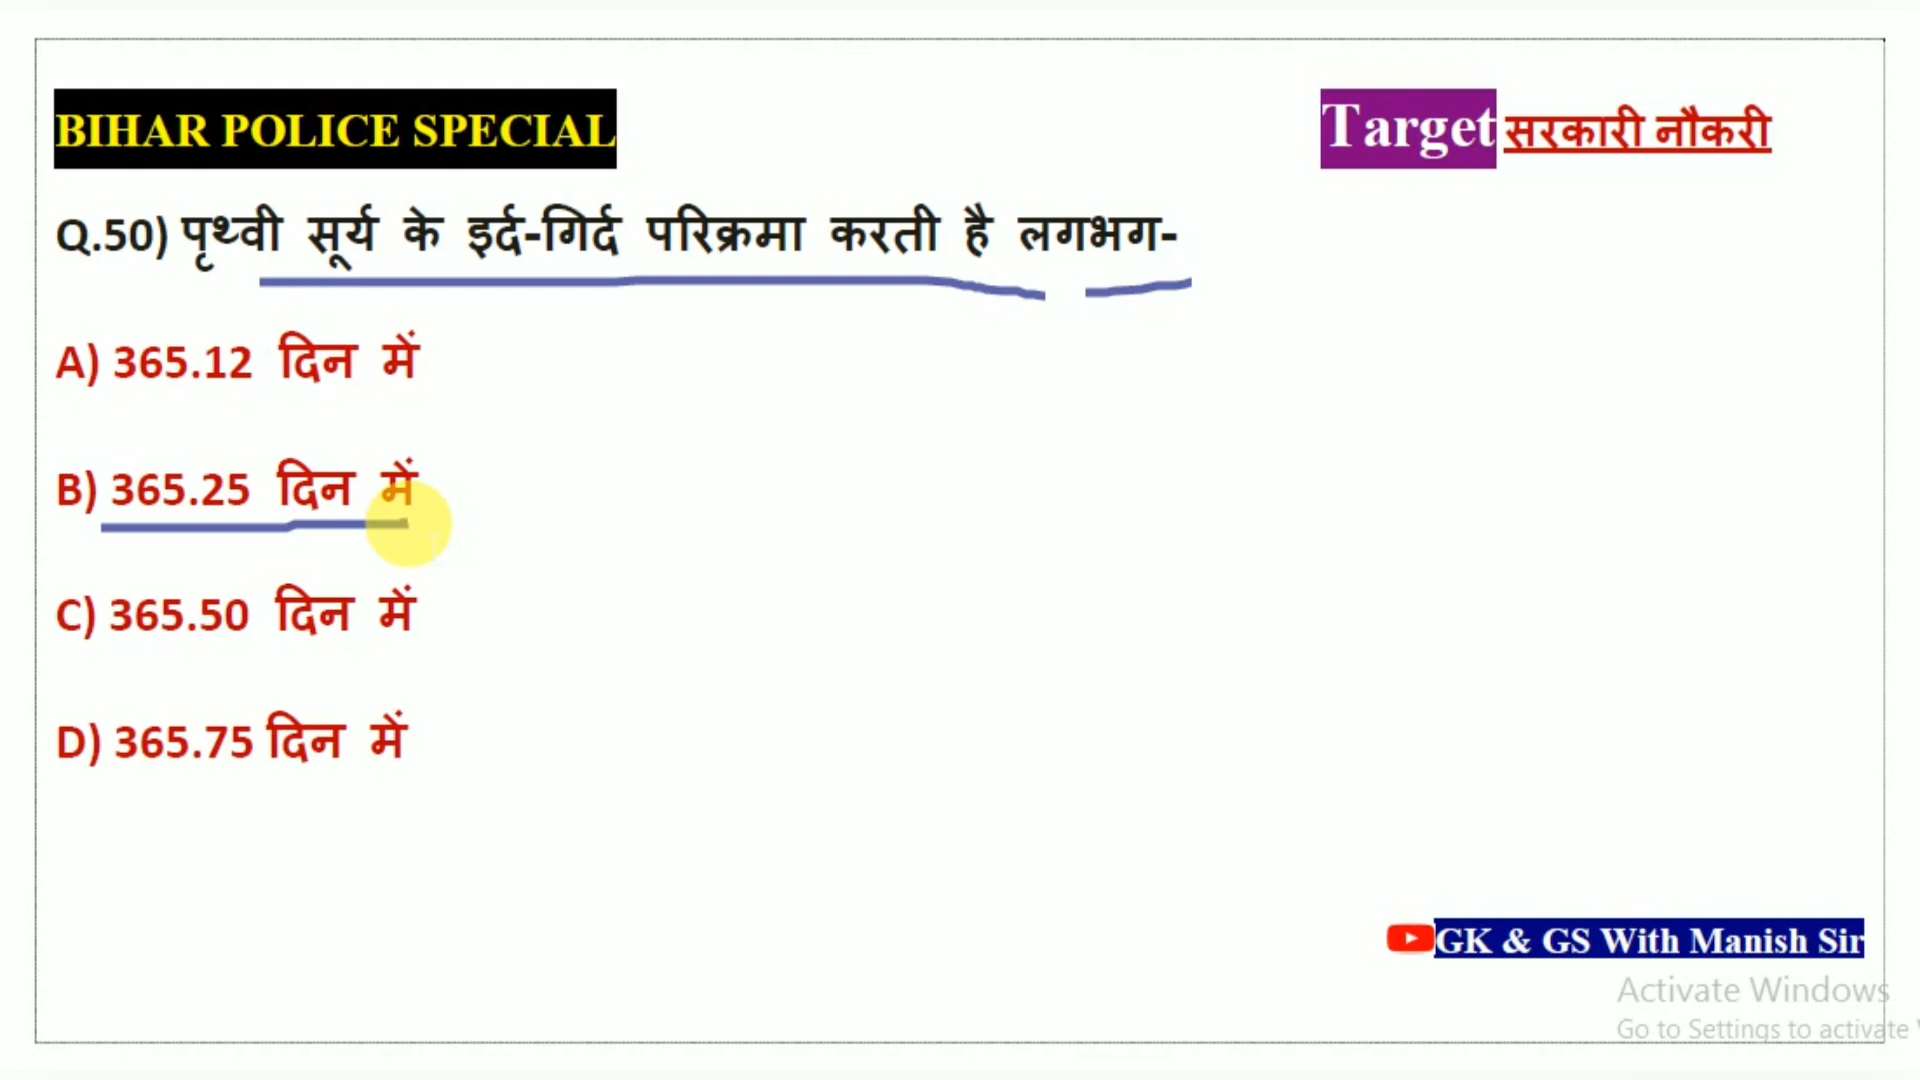 BIHAR POLICE SPECIAL
Target सरकारी नौकरी
Q.50) पृथ्वी सूर्य के इर्द-गिर्द परिक्रमा करती है लगभग-
A) 365.12 दिन में
B) 365.25 दिन में
C) 365.50 दिन में
D) 365.75 दिन में
GK & GS With Manish Sir
Activate Windows
Go to Settings to activate